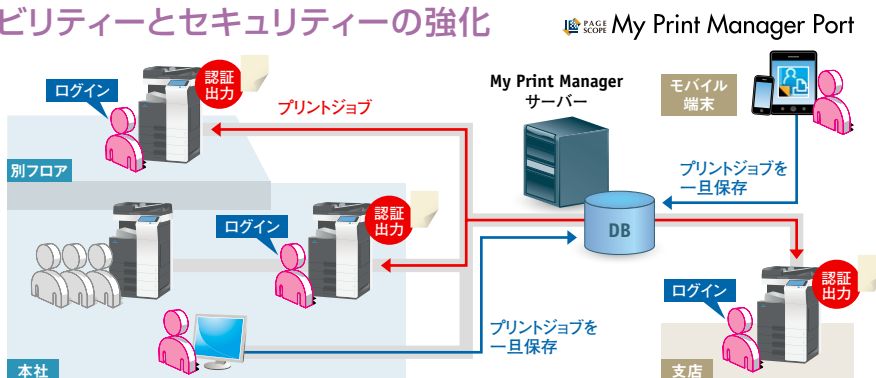 ビリティーとセキュリティーの強化
PAGE SCOPE My Print Manager Port
ログイン
認証
出力
プリントジョブ
別フロア
My Print Manager
サーバー
モバイル
端末
プリントジョブを
一旦保存
ログイン
認証
出力
DB
ログイン
認証
出力
プリントジョブを
一旦保存
本社
支店